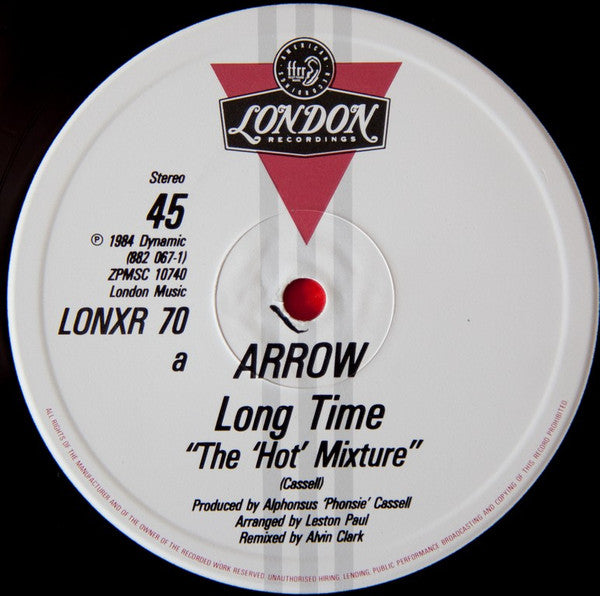 AMERICAN
ffrr
RECORDINGS
LONDON
RECORDINGS
Stereo
45
℗ 1984 Dynamic
(882 067-1)
ZPMSC 10740
London Music
LONXR 70
a
ARROW
Long Time
"The 'Hot' Mixture"
(Cassell)
Produced by Alphonsus 'Phonsie' Cassell
Arranged by Leston Paul
Remixed by Alvin Clark
ALL RIGHTS OF THE MANUFACTURER AND OF THE OWNER OF THE RECORDED WORK RESERVED. UNAUTHORISED HIRING, LENDING, PUBLIC PERFORMANCE, BROADCASTING AND COPYING OF THIS RECORD PROHIBITED